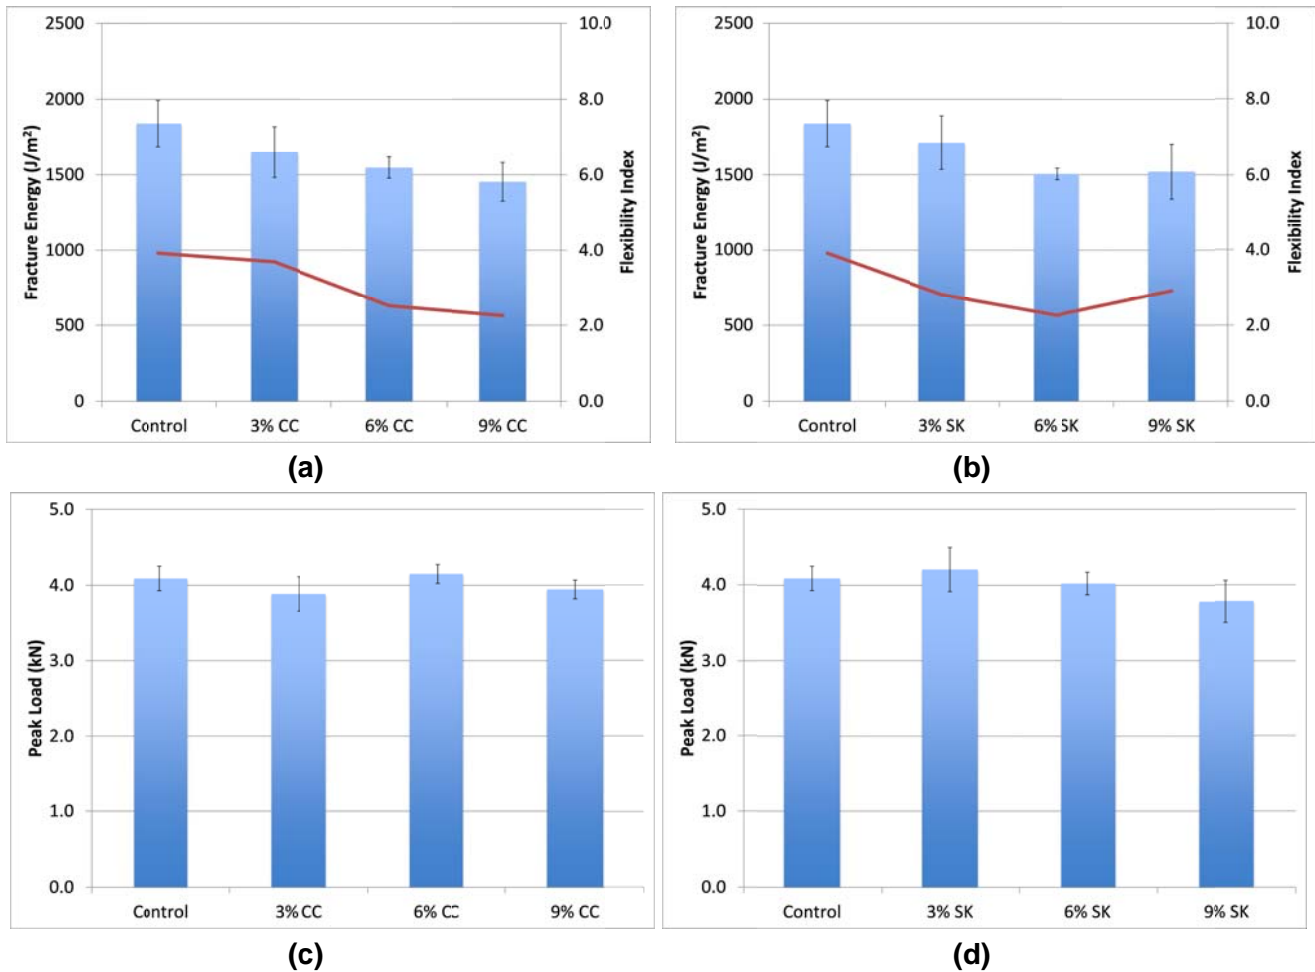 2500
2000
1500
1000
500
0
Fracture Energy (J/m²)
10.0
8.0
6.0
4.0
2.0
0.0
Flexibility Index
Control 3% CC 6% CC 9% CC
(a)
2500
2000
1500
1000
500
0
Fracture Energy (J/m²)
10.0
8.0
6.0
4.0
2.0
0.0
Flexibility Index
Control 3% SK 6% SK 9% SK
(b)
5.0
4.0
3.0
2.0
1.0
0.0
Peak Load (kN)
Control 3% CC 6% CC 9% CC
(c)
5.0
4.0
3.0
2.0
1.0
0.0
Peak Load (kN)
Control 3% SK 6% SK 9% SK
(d)